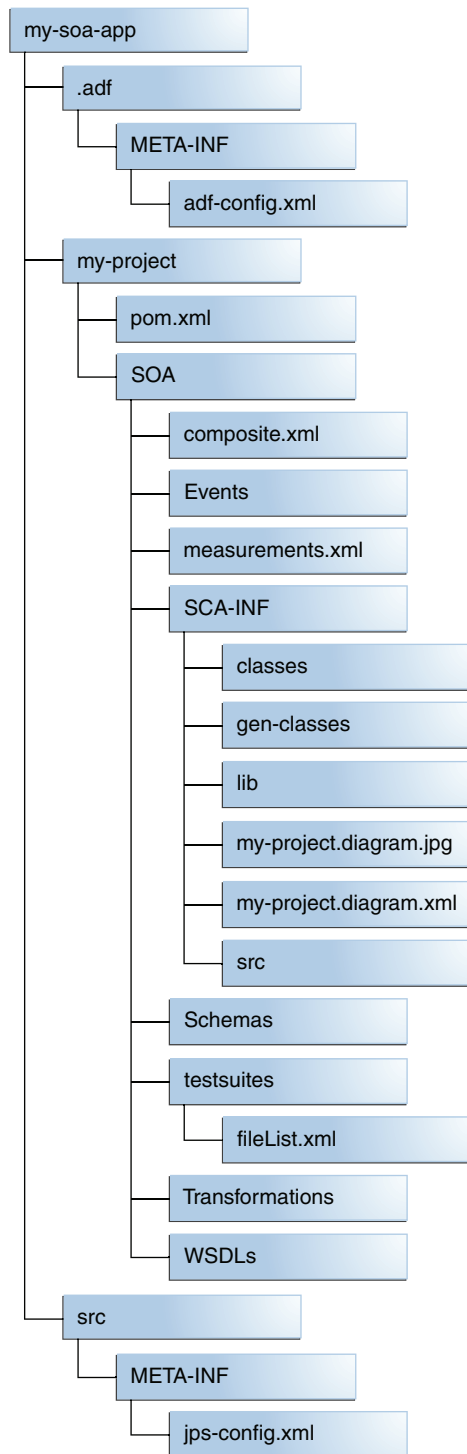 my-soa-app
.adf
META-INF
adf-config.xml
my-project
pom.xml
SOA
composite.xml
Events
measurements.xml
SCA-INF
classes
gen-classes
lib
my-project.diagram.jpg
my-project.diagram.xml
src
Schemas
testsuites
fileList.xml
Transformations
WSDLs
src
META-INF
jps-config.xml